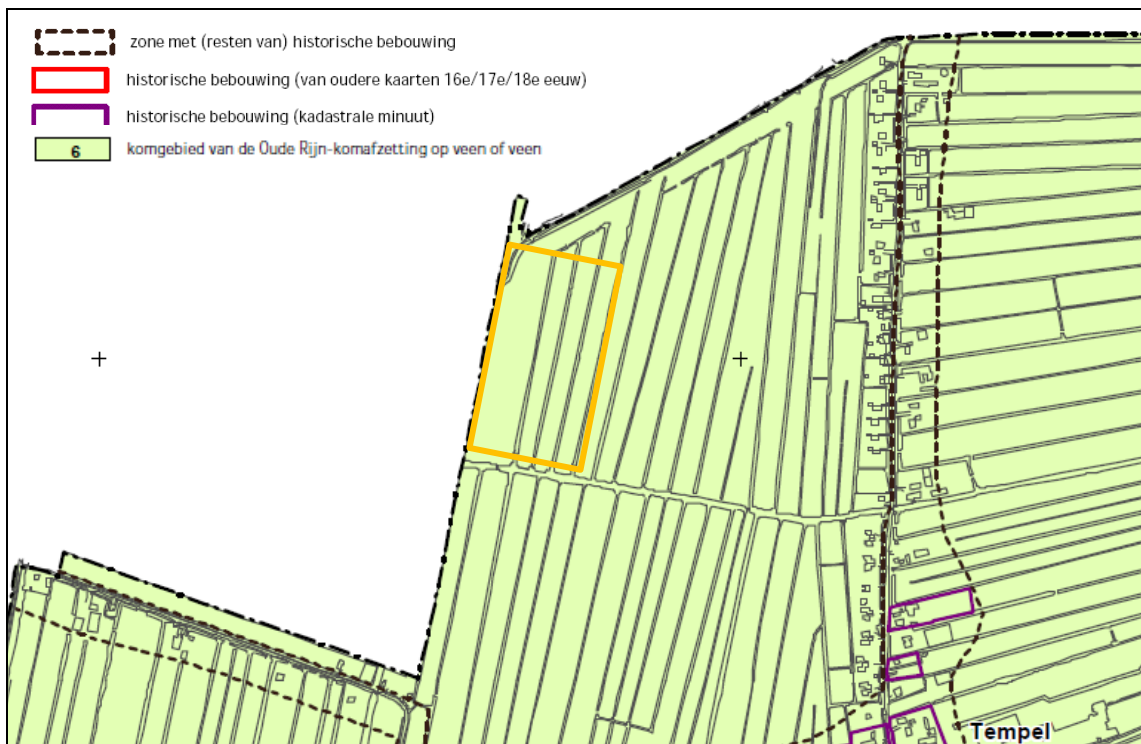 zone met (resten van) historische bebouwing
historische bebouwing (van oudere kaarten 16e/17e/18e eeuw)
historische bebouwing (kadastrale minuut)
6 komgebied van de Oude Rijn-komafzetting op veen of veen
Tempel